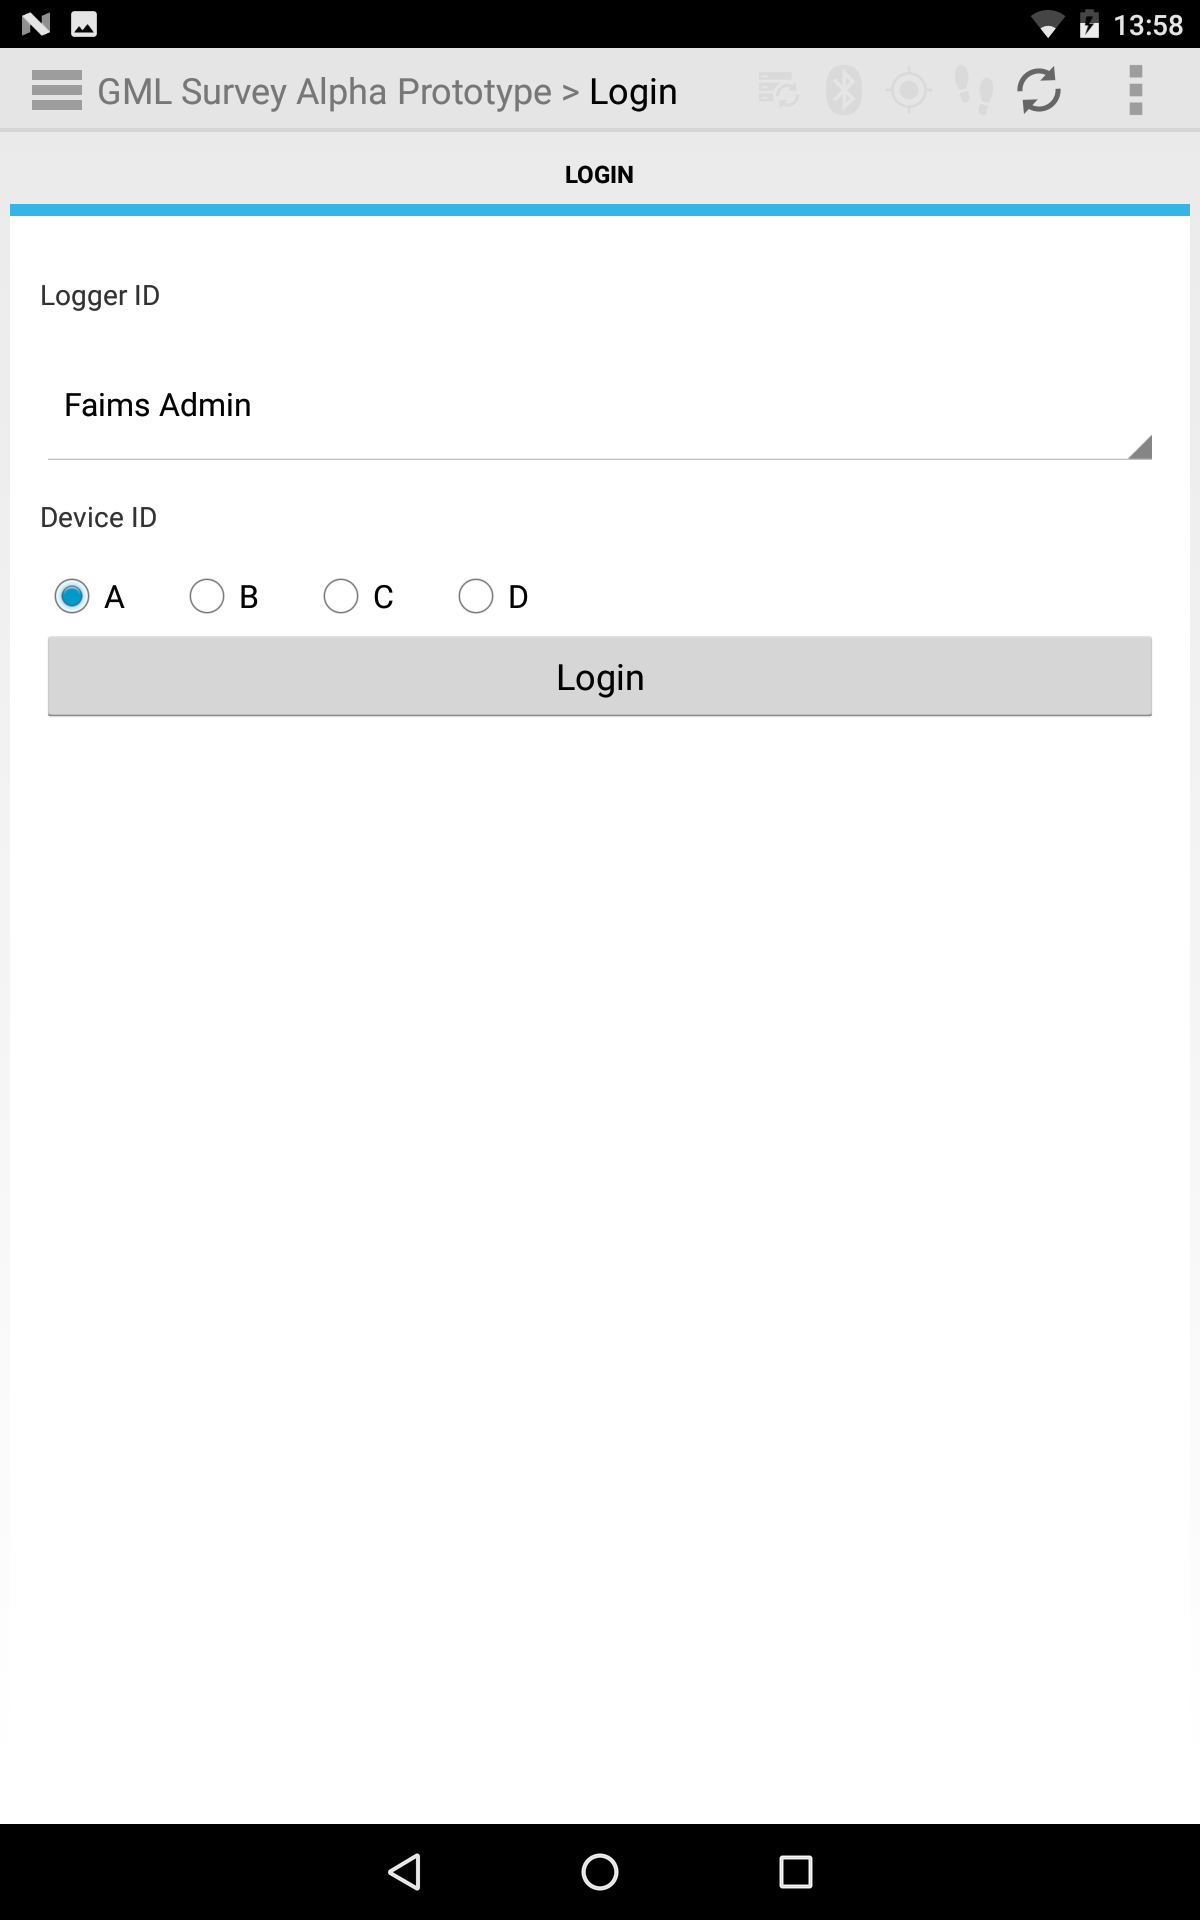 13:58
GML Survey Alpha Prototype > Login
LOGIN
Logger ID
Faims Admin
Device ID
A B C D
Login